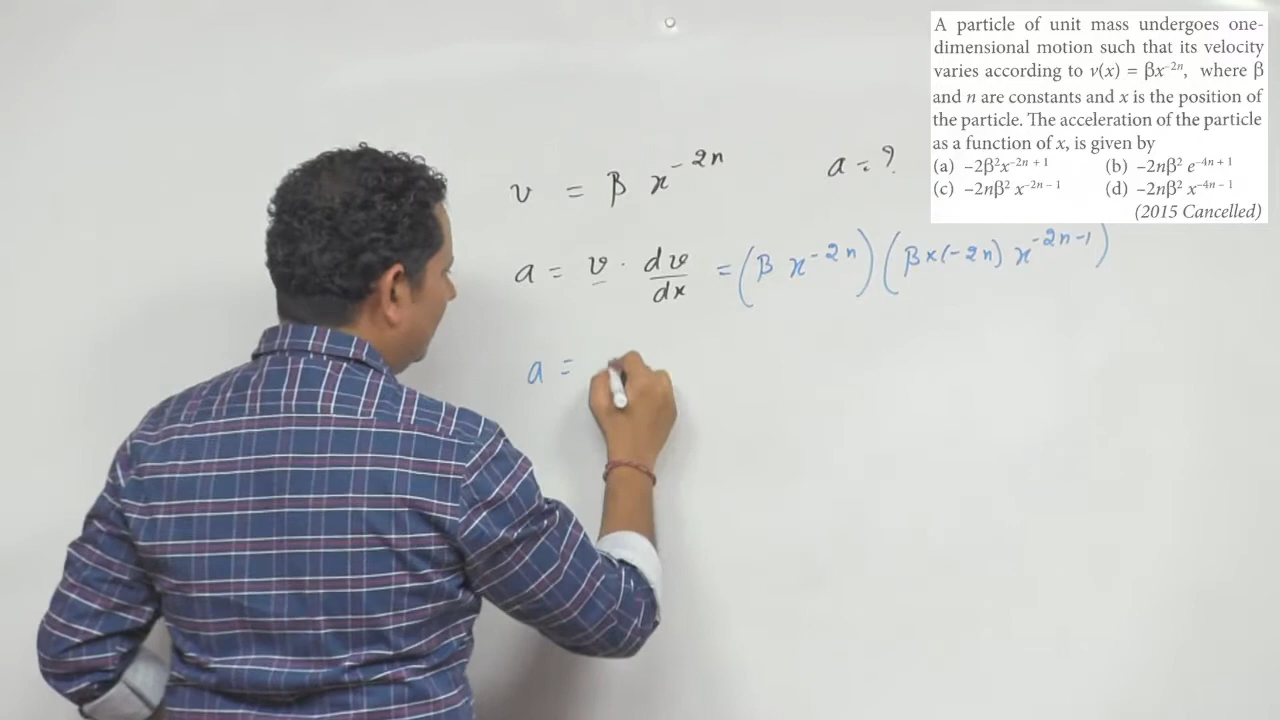 A particle of unit mass undergoes one-
dimensional motion such that its velocity
varies according to v(x) = βx⁻²ⁿ, where β
and n are constants and x is the position of
the particle. The acceleration of the particle
as a function of x, is given by
(a) –2β²x⁻²ⁿ⁺¹ (b) –2nβ² e⁻⁴ⁿ⁺¹
(c) –2nβ² x⁻²ⁿ⁻¹ (d) –2nβ² x⁻⁴ⁿ⁻¹
(2015 Cancelled)
v = β x⁻²ⁿ a = ?
a = v · dv/dx = (β x⁻²ⁿ) (β×(-2n) x⁻²ⁿ⁻¹)
a =